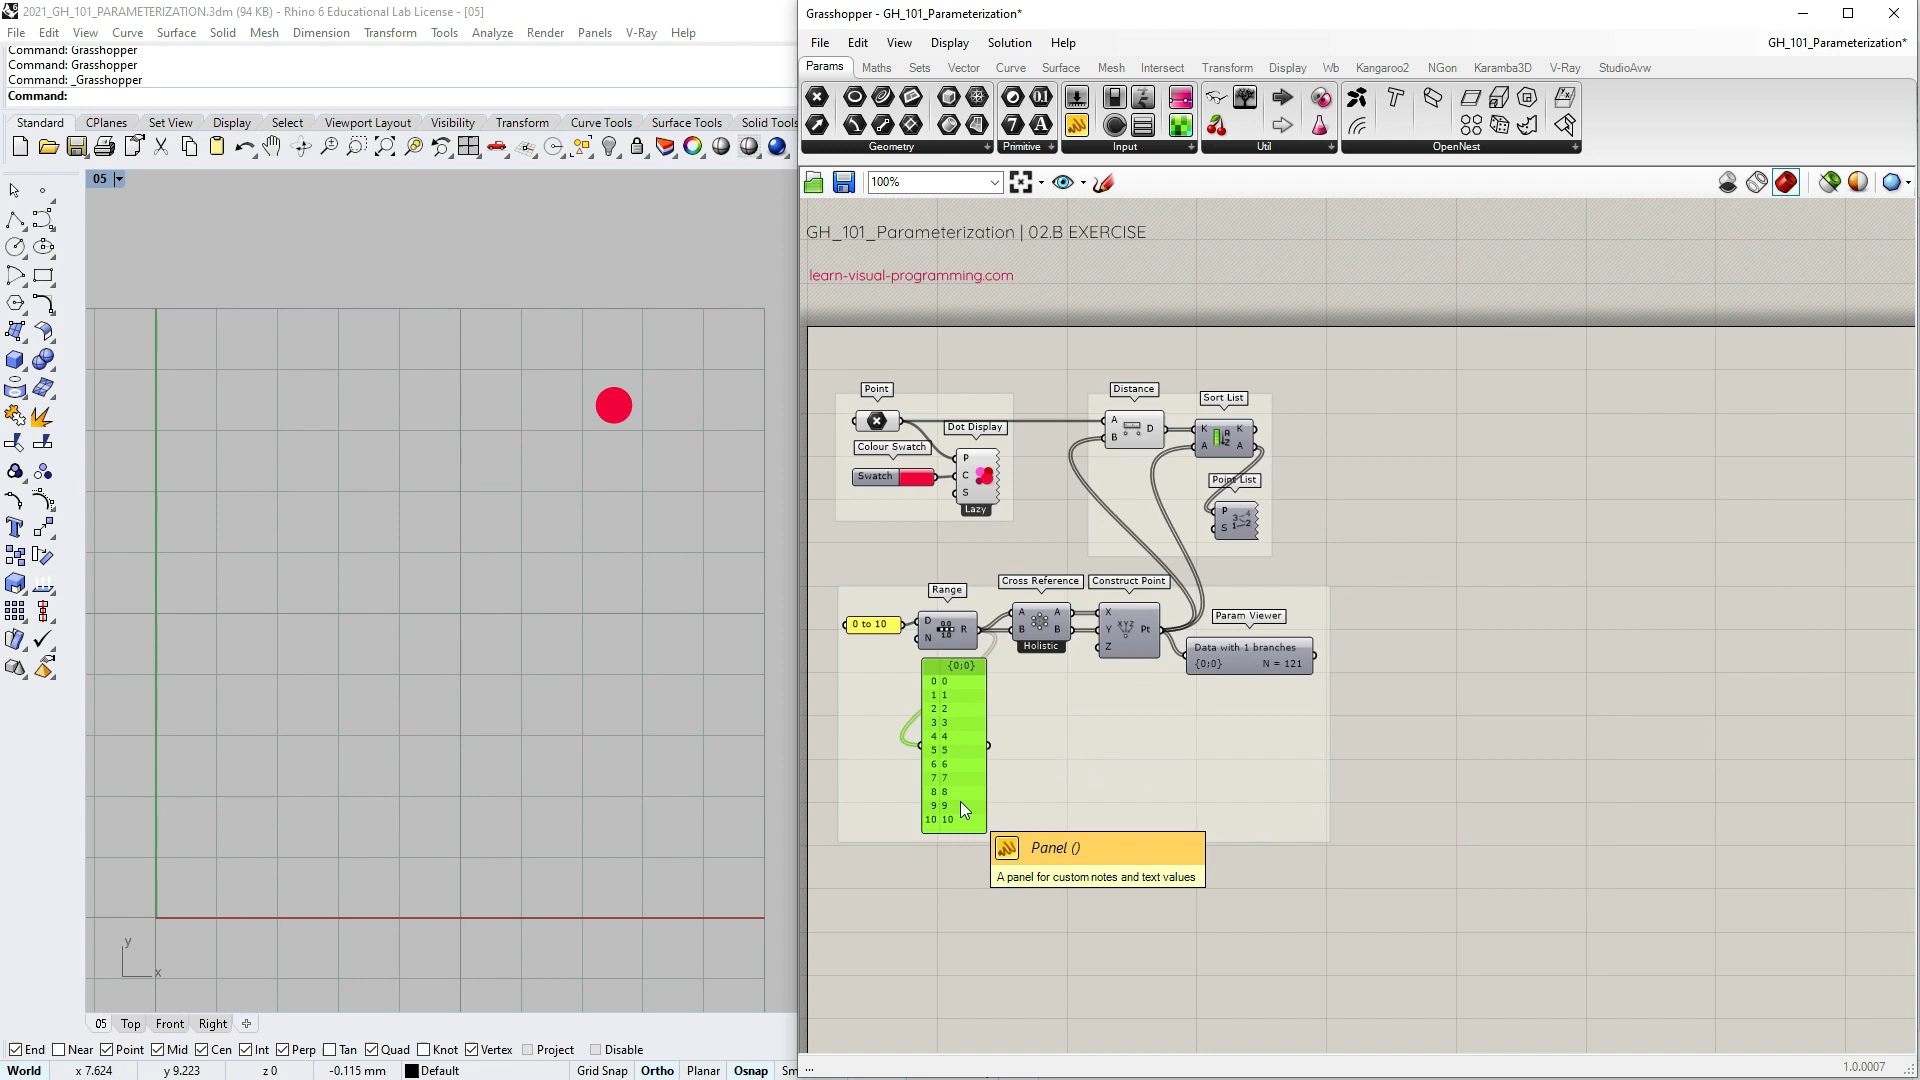 2021_GH_101_PARAMETERIZATION.3dm (94 KB) - Rhino 6 Educational Lab License - [05]
File Edit View Curve Surface Solid Mesh Dimension Transform Tools Analyze Render Panels V-Ray Help
Command: Grasshopper
Command: Grasshopper
Command: _Grasshopper
Command:
Standard CPlanes Set View Display Select Viewport Layout Visibility Transform Curve Tools Surface Tools Solid Tools
05
y
x
05 Top Front Right
End Near Point Mid Cen Int Perp Tan Quad Knot Vertex Project Disable
World x 7.624 y 9.223 z 0 -0.115 mm Default Grid Snap Ortho Planar Osnap Sm
Grasshopper - GH_101_Parameterization*
File Edit View Display Solution Help GH_101_Parameterization*
Params Maths Sets Vector Curve Surface Mesh Intersect Transform Display Wb Kangaroo2 NGon Karamba3D V-Ray StudioAvw
Geometry Primitive Input Util OpenNest
100%
GH_101_Parameterization | 02.B EXERCISE
learn-visual-programming.com
Point
Colour Swatch
Swatch
Dot Display
P
C
S
Lazy
Distance
A
B
D
Sort List
K K
A A
Point List
P
S
Range
0 to 10
D
N
R
Cross Reference
A A
B B
Holistic
Construct Point
X
Y
Z
Pt
Param Viewer
Data with 1 branches
{0;0} N = 121
{0;0}
0 0
1 1
2 2
3 3
4 4
5 5
6 6
7 7
8 8
9 9
10 10
Panel ()
A panel for custom notes and text values
...
1.0.0007